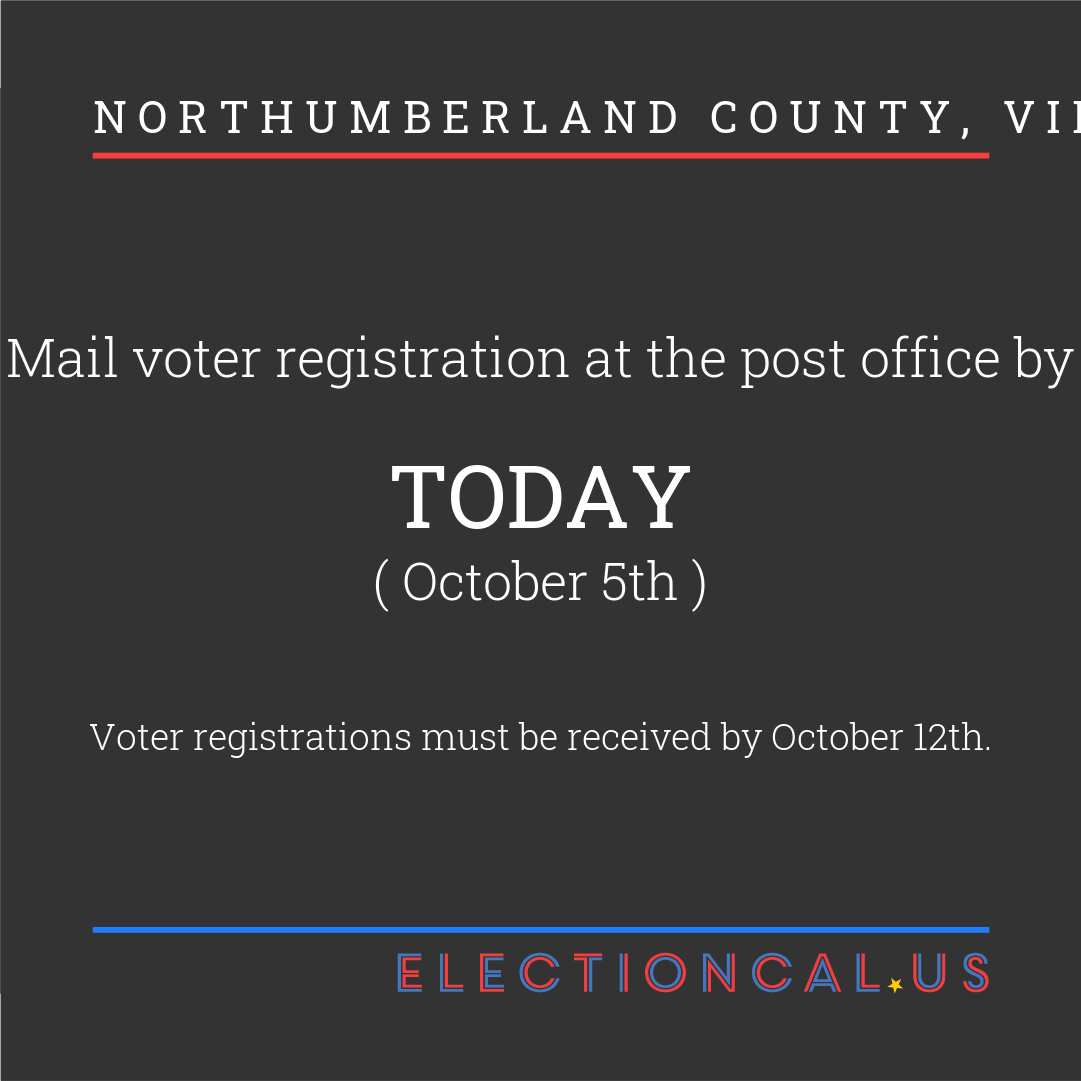 NORTHUMBERLAND COUNTY, VI
Mail voter registration at the post office by
TODAY
( October 5th )
Voter registrations must be received by October 12th.
ELECTIONCAL.US